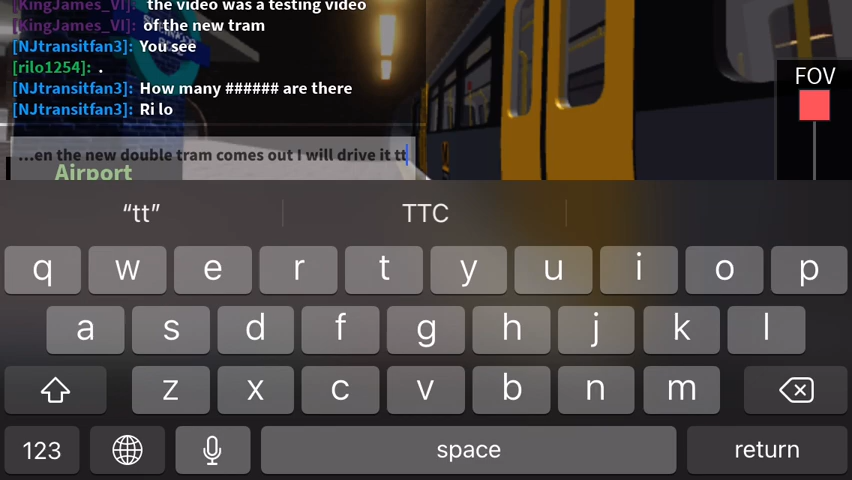 [KingJames_VI]: the video was a testing video
[KingJames_VI]: of the new tram
[NJtransitfan3]: You see
[rilo1254]: .
[NJtransitfan3]: How many ###### are there
[NJtransitfan3]: Ri lo
FOV
...en the new double tram comes out I will drive it tt
Airport
“tt”
TTC
q w e r t y u i o p
a s d f g h j k l
z x c v b n m
123 space return